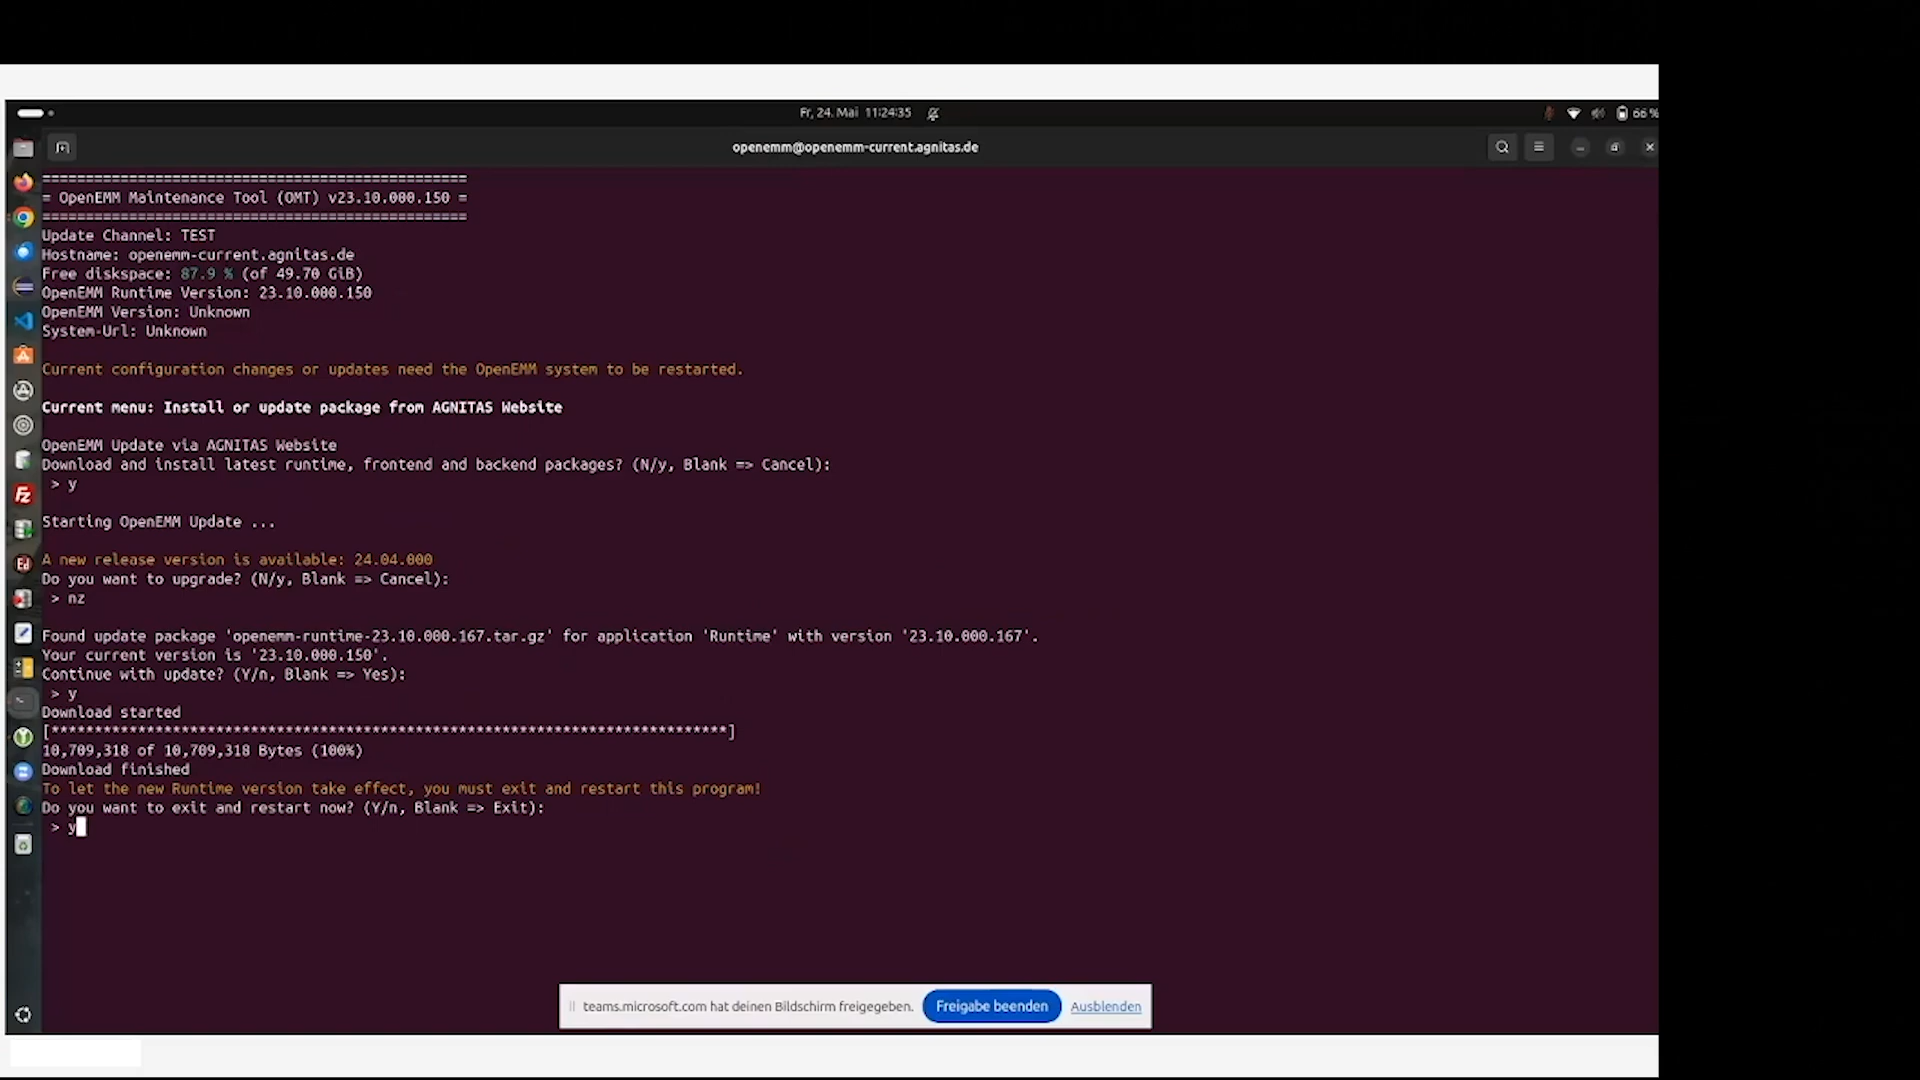 Fr, 24. Mai 11:24:35
66 %
openemm@openemm-current.agnitas.de
=================================================
= OpenEMM Maintenance Tool (OMT) v23.10.000.150 =
=================================================
Update Channel: TEST
Hostname: openemm-current.agnitas.de
Free diskspace: 87.9 % (of 49.70 GiB)
OpenEMM Runtime Version: 23.10.000.150
OpenEMM Version: Unknown
System-Url: Unknown
Current configuration changes or updates need the OpenEMM system to be restarted.
Current menu: Install or update package from AGNITAS Website
OpenEMM Update via AGNITAS Website
Download and install latest runtime, frontend and backend packages? (N/y, Blank => Cancel):
> y
Starting OpenEMM Update ...
A new release version is available: 24.04.000
Do you want to upgrade? (N/y, Blank => Cancel):
> nz
Found update package 'openemm-runtime-23.10.000.167.tar.gz' for application 'Runtime' with version '23.10.000.167'.
Your current version is '23.10.000.150'.
Continue with update? (Y/n, Blank => Yes):
> y
Download started
[******************************************************************************]
10,709,318 of 10,709,318 Bytes (100%)
Download finished
To let the new Runtime version take effect, you must exit and restart this program!
Do you want to exit and restart now? (Y/n, Blank => Exit):
> y
teams.microsoft.com hat deinen Bildschirm freigegeben.
Freigabe beenden
Ausblenden